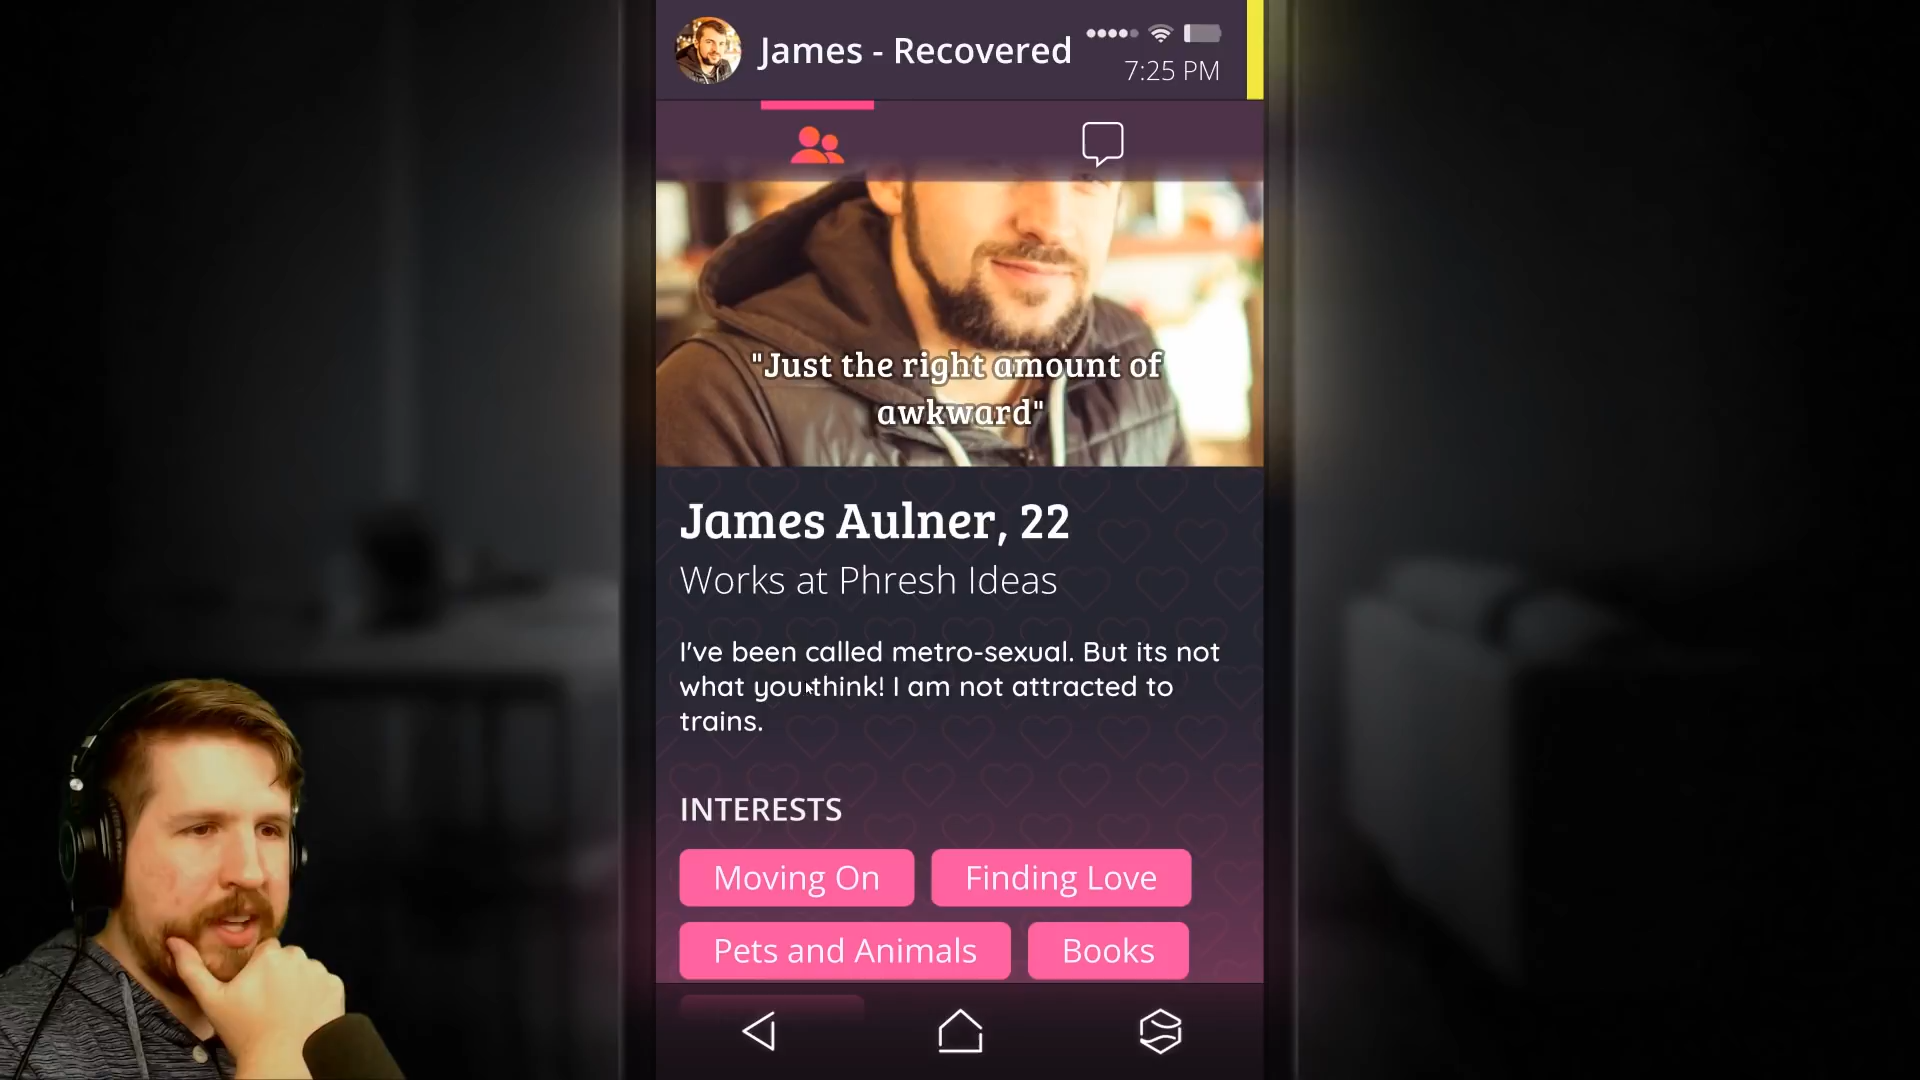 James - Recovered
7:25 PM
"Just the right amount of
awkward"
James Aulner, 22
Works at Phresh Ideas
I've been called metro-sexual. But its not
what you think! I am not attracted to
trains.
INTERESTS
Moving On
Finding Love
Pets and Animals
Books